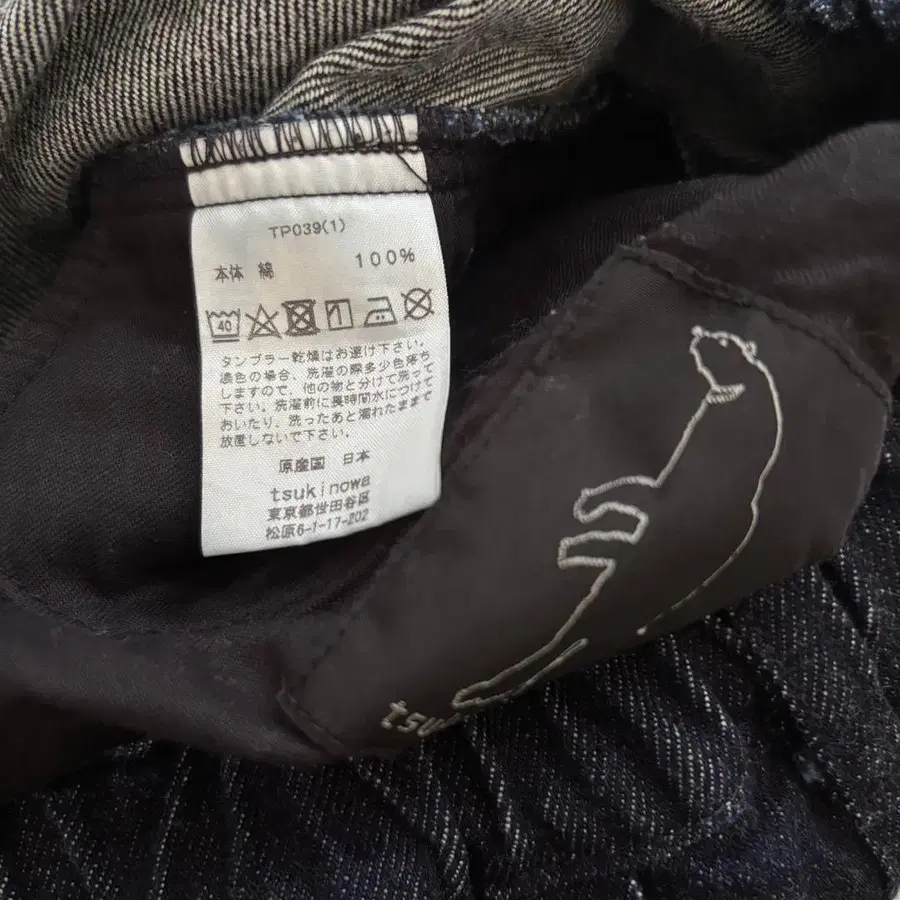 TP039(1)
本体 綿 100%
40
タンブラー乾燥はお避け下さい。
濃色の場合、洗濯の際多少色落ち
しますので、他の物と分けて洗って
下さい。洗濯前に長時間水につけて
おいたり、洗ったあと濡れたままで
放置しないで下さい。
原産国 日本
tsukinowa
東京都世田谷区
松原6-1-17-202
tsu